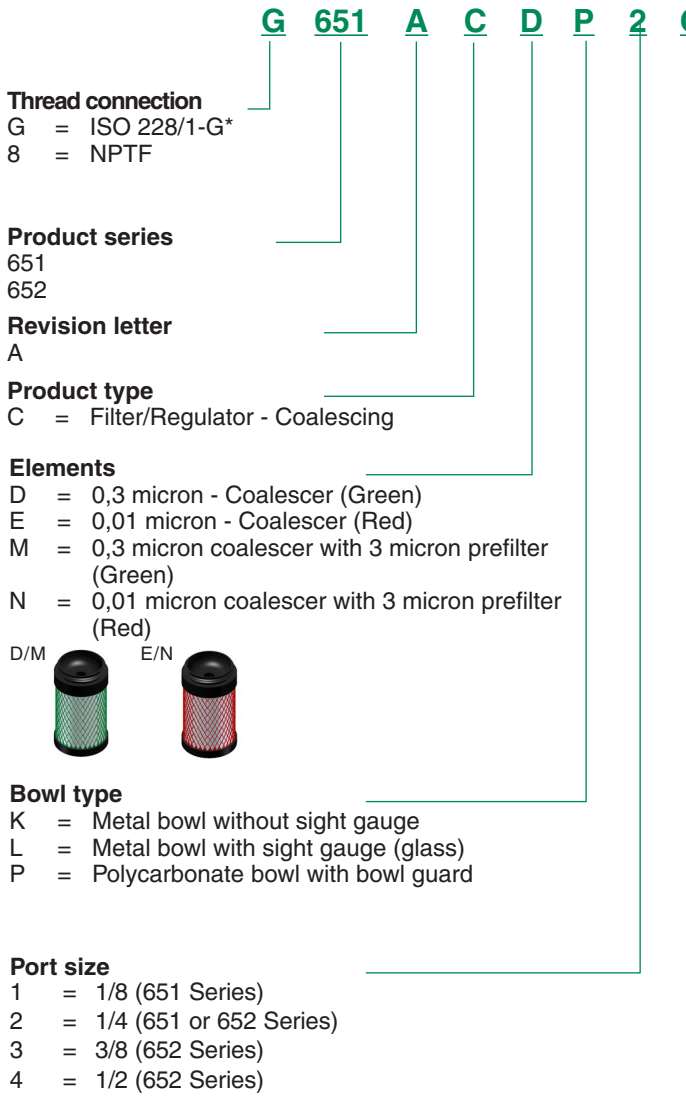 G 651 A C D P 2
Thread connection
G = ISO 228/1-G*
8 = NPTF
Product series
651
652
Revision letter
A
Product type
C = Filter/Regulator - Coalescing
Elements
D = 0,3 micron - Coalescer (Green)
E = 0,01 micron - Coalescer (Red)
M = 0,3 micron coalescer with 3 micron prefilter
(Green)
N = 0,01 micron coalescer with 3 micron prefilter
(Red)
D/M E/N
Bowl type
K = Metal bowl without sight gauge
L = Metal bowl with sight gauge (glass)
P = Polycarbonate bowl with bowl guard
Port size
1 = 1/8 (651 Series)
2 = 1/4 (651 or 652 Series)
3 = 3/8 (652 Series)
4 = 1/2 (652 Series)